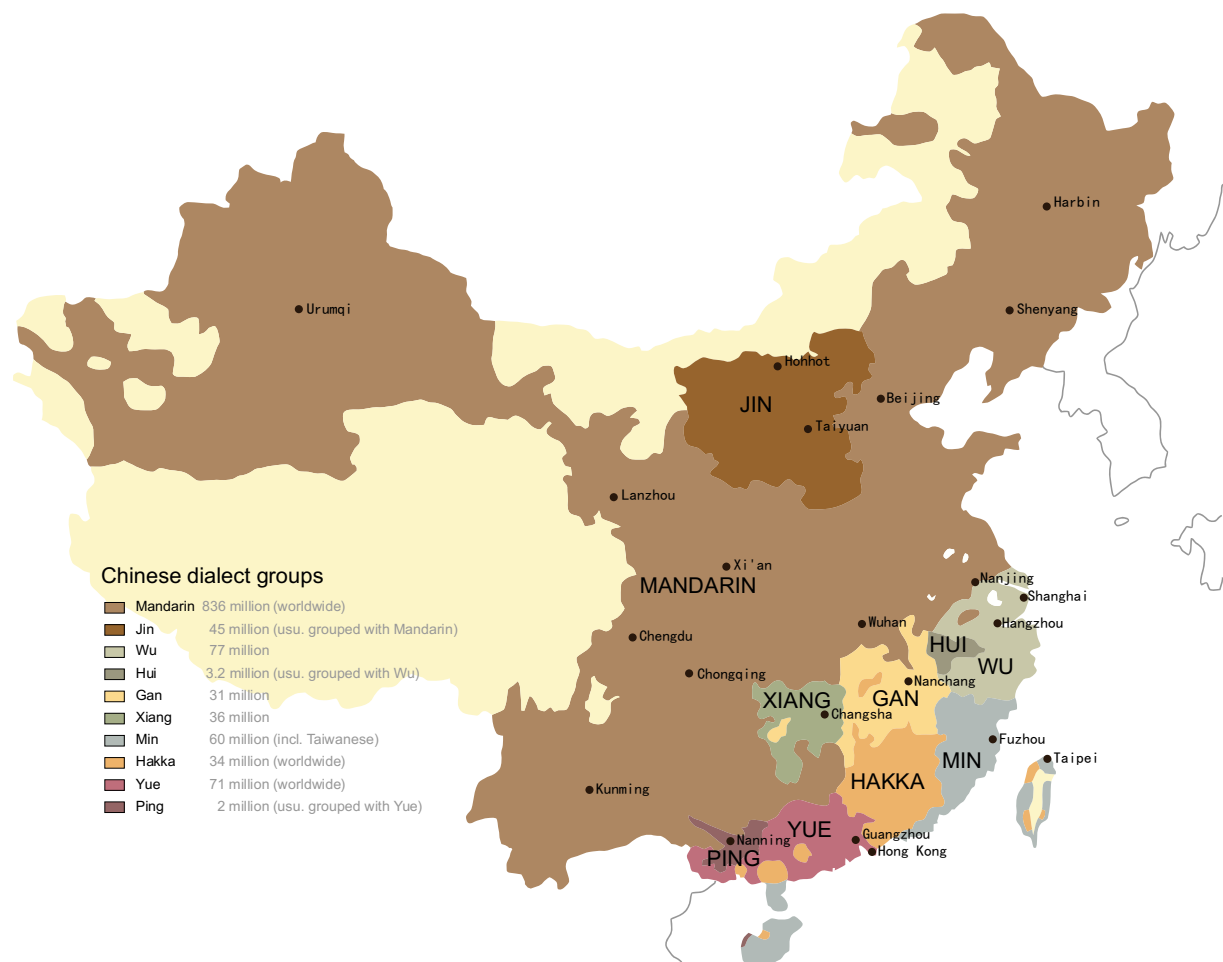 Harbin
Urumqi
Shenyang
Hohhot
JIN
Beijing
Taiyuan
Lanzhou
Xi'an
MANDARIN
Nanjing
Shanghai
Wuhan
Hangzhou
Chengdu
HUI
WU
Chongqing
Nanchang
XIANG
GAN
Changsha
Fuzhou
MIN
Taipei
HAKKA
Kunming
YUE
Guangzhou
Nanning
Hong Kong
PING
Chinese dialect groups
Mandarin 836 million (worldwide)
Jin 45 million (usu. grouped with Mandarin)
Wu 77 million
Hui 3.2 million (usu. grouped with Wu)
Gan 31 million
Xiang 36 million
Min 60 million (incl. Taiwanese)
Hakka 34 million (worldwide)
Yue 71 million (worldwide)
Ping 2 million (usu. grouped with Yue)